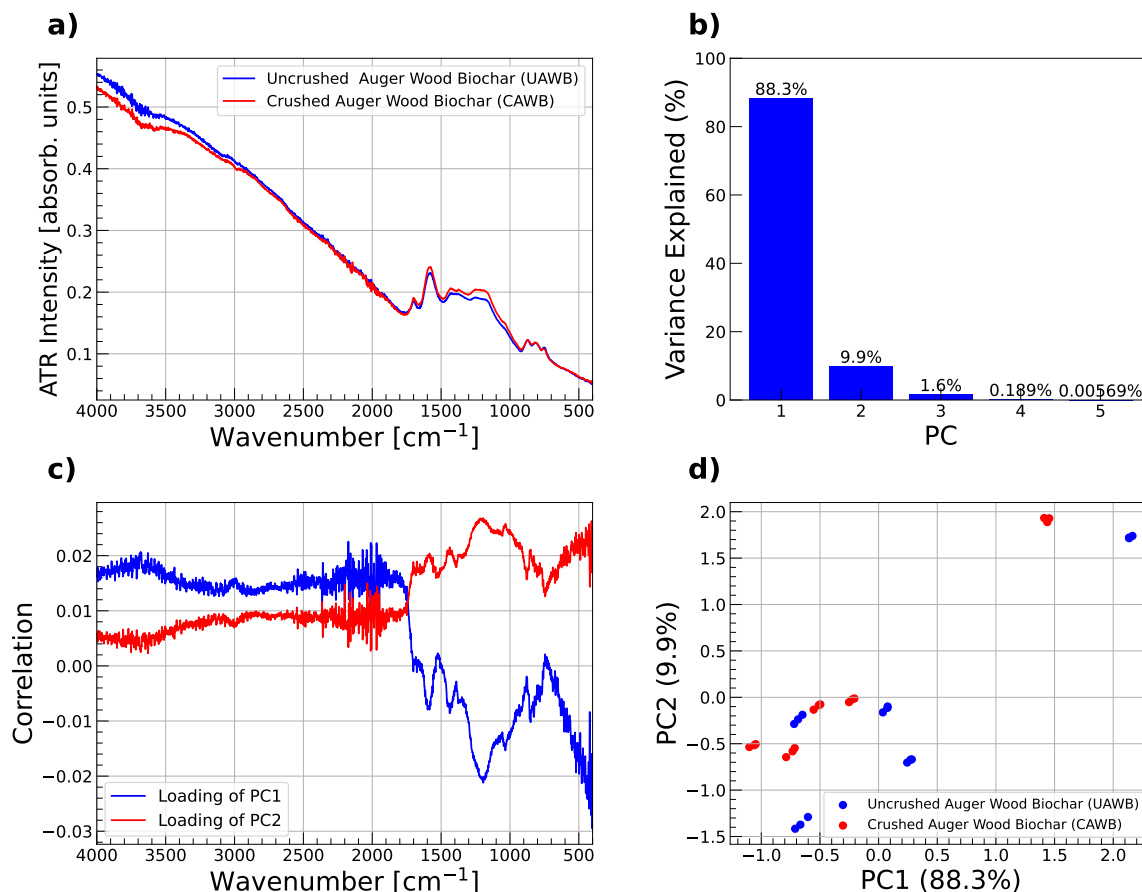 a)
Uncrushed  Auger Wood Biochar (UAWB)
Crushed Auger Wood Biochar (CAWB)
ATR Intensity [absorb. units]
0.5
0.4
0.3
0.2
0.1
4000 3500 3000 2500 2000 1500 1000 500
Wavenumber [cm⁻¹]
b)
Variance Explained (%)
100
80
60
40
20
0
88.3%
9.9%
1.6%
0.189%
0.00569%
1 2 3 4 5
PC
c)
Correlation
0.02
0.01
0.00
−0.01
−0.02
−0.03
Loading of PC1
Loading of PC2
4000 3500 3000 2500 2000 1500 1000 500
Wavenumber [cm⁻¹]
d)
PC2 (9.9%)
2.0
1.5
1.0
0.5
0.0
−0.5
−1.0
−1.5
Uncrushed Auger Wood Biochar (UAWB)
Crushed Auger Wood Biochar (CAWB)
−1.0 −0.5 0.0 0.5 1.0 1.5 2.0
PC1 (88.3%)